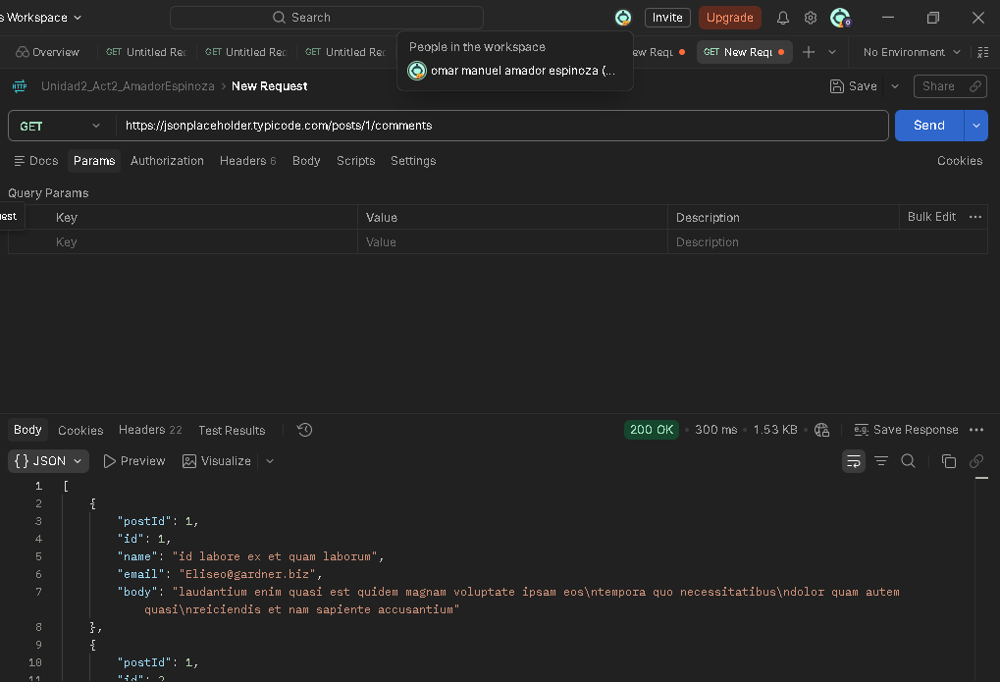 s Workspace
Search
Invite
Upgrade
Overview
GET Untitled Rec
GET Untitled Rec
GET Untitled Rec
ew Requ
GET New Requ
No Environment
People in the workspace
omar manuel amador espinoza (...
HTTP Unidad2_Act2_AmadorEspinoza > New Request
Save
Share
GET
https://jsonplaceholder.typicode.com/posts/1/comments
Send
Docs Params Authorization Headers 6 Body Scripts Settings
Cookies
Query Params
est
Key Value Description Bulk Edit
Key Value Description
Body Cookies Headers 22 Test Results
200 OK • 300 ms • 1.53 KB
e.g. Save Response
{} JSON Preview Visualize
1 [
2 {
3 "postId": 1,
4 "id": 1,
5 "name": "id labore ex et quam laborum",
6 "email": "Eliseo@gardner.biz",
7 "body": "laudantium enim quasi est quidem magnam voluptate ipsam eos\ntempora quo necessitatibus\ndolor quam autem
quasi\nreiciendis et nam sapiente accusantium"
8 },
9 {
10 "postId": 1,
11 "id": 2,